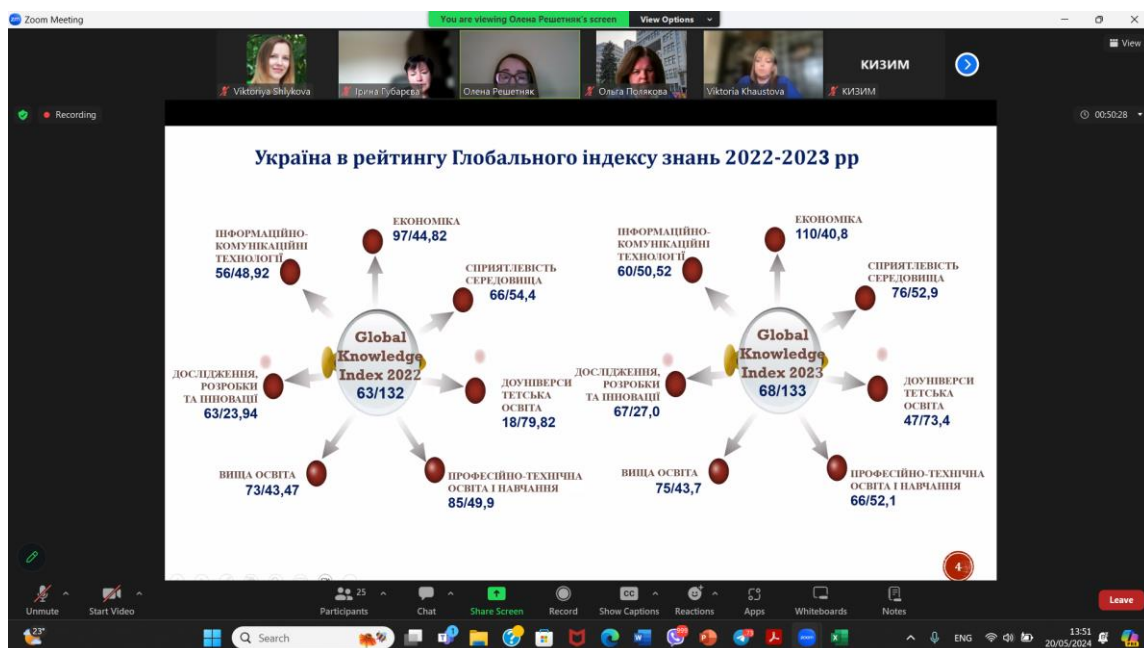 Zoom Meeting
You are viewing Олена Решетняк's screen
View Options
View
Viktoriya Shlykova
Ірина Губарєва
Олена Решетняк
Ольга Полякова
Viktoria Khaustova
КИЗИМ
КИЗИМ
Recording
00:50:28
Україна в рейтингу Глобального індексу знань 2022-2023 рр
ЕКОНОМІКА
97/44,82
ІНФОРМАЦІЙНО-
КОМУНІКАЦІЙНІ
ТЕХНОЛОГІЇ
56/48,92
СПРИЯТЛЕВІСТЬ
СЕРЕДОВИЩА
66/54,4
Global
Knowledge
Index 2022
63/132
ДОСЛІДЖЕННЯ,
РОЗРОБКИ
ТА ІННОВАЦІЇ
63/23,94
ДОУНІВЕРСИ
ТЕТСЬКА
ОСВІТА
18/79,82
ВИЩА ОСВІТА
73/43,47
ПРОФЕСІЙНО-ТЕХНІЧНА
ОСВІТА І НАВЧАННЯ
85/49,9
ЕКОНОМІКА
110/40,8
ІНФОРМАЦІЙНО-
КОМУНІКАЦІЙНІ
ТЕХНОЛОГІЇ
60/50,52
СПРИЯТЛЕВІСТЬ
СЕРЕДОВИЩА
76/52,9
Global
Knowledge
Index 2023
68/133
ДОСЛІДЖЕННЯ,
РОЗРОБКИ
ТА ІННОВАЦІЇ
67/27,0
ДОУНІВЕРСИ
ТЕТСЬКА
ОСВІТА
47/73,4
ВИЩА ОСВІТА
75/43,7
ПРОФЕСІЙНО-ТЕХНІЧНА
ОСВІТА І НАВЧАННЯ
66/52,1
4
Unmute
Start Video
25
Participants
Chat
Share Screen
Record
CC
Show Captions
Reactions
Apps
Whiteboards
Notes
Leave
23°
Search
ENG
13:51
20/05/2024